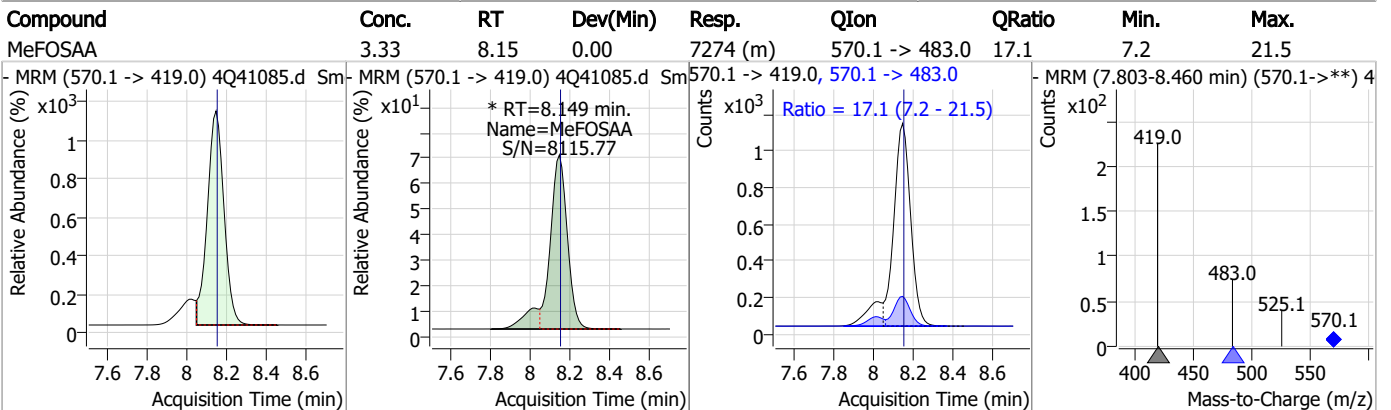 Compound Conc. RT Dev(Min) Resp. QIon QRatio Min. Max.
MeFOSAA 3.33 8.15 0.00 7274 (m) 570.1 -> 483.0 17.1 7.2 21.5
- MRM (570.1 -> 419.0) 4Q41085.d Sm
Relative Abundance (%)
x10³
1
0.8
0.6
0.4
0.2
0
7.6 7.8 8 8.2 8.4 8.6
Acquisition Time (min)
- MRM (570.1 -> 419.0) 4Q41085.d Sm
Relative Abundance (%)
x10¹
* RT=8.149 min.
Name=MeFOSAA
S/N=8115.77
7
6
5
4
3
2
1
0
7.6 7.8 8 8.2 8.4 8.6
Acquisition Time (min)
570.1 -> 419.0, 570.1 -> 483.0
Counts
x10³
Ratio = 17.1 (7.2 - 21.5)
1
0.8
0.6
0.4
0.2
0
7.6 7.8 8 8.2 8.4 8.6
Acquisition Time (min)
- MRM (7.803-8.460 min) (570.1->**) 4
Counts
x10²
419.0
2
1.5
1
483.0
0.5
525.1
570.1
0
400 450 500 550
Mass-to-Charge (m/z)